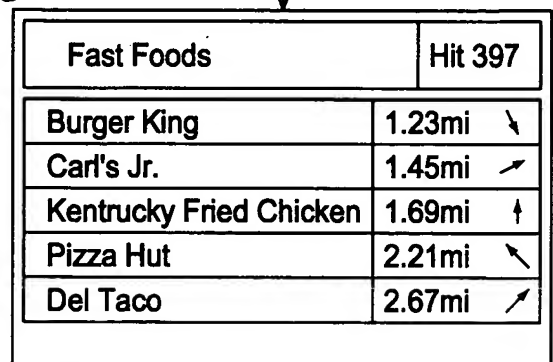 Fast Foods Hit 397
Burger King 1.23mi
Carl's Jr. 1.45mi
Kentrucky Fried Chicken 1.69mi
Pizza Hut 2.21mi
Del Taco 2.67mi